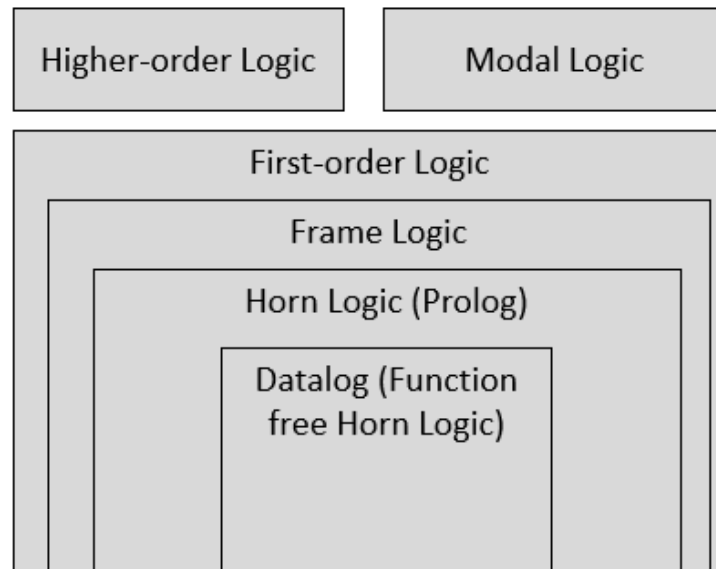 Higher-order Logic
Modal Logic
First-order Logic
Frame Logic
Horn Logic (Prolog)
Datalog (Function
free Horn Logic)